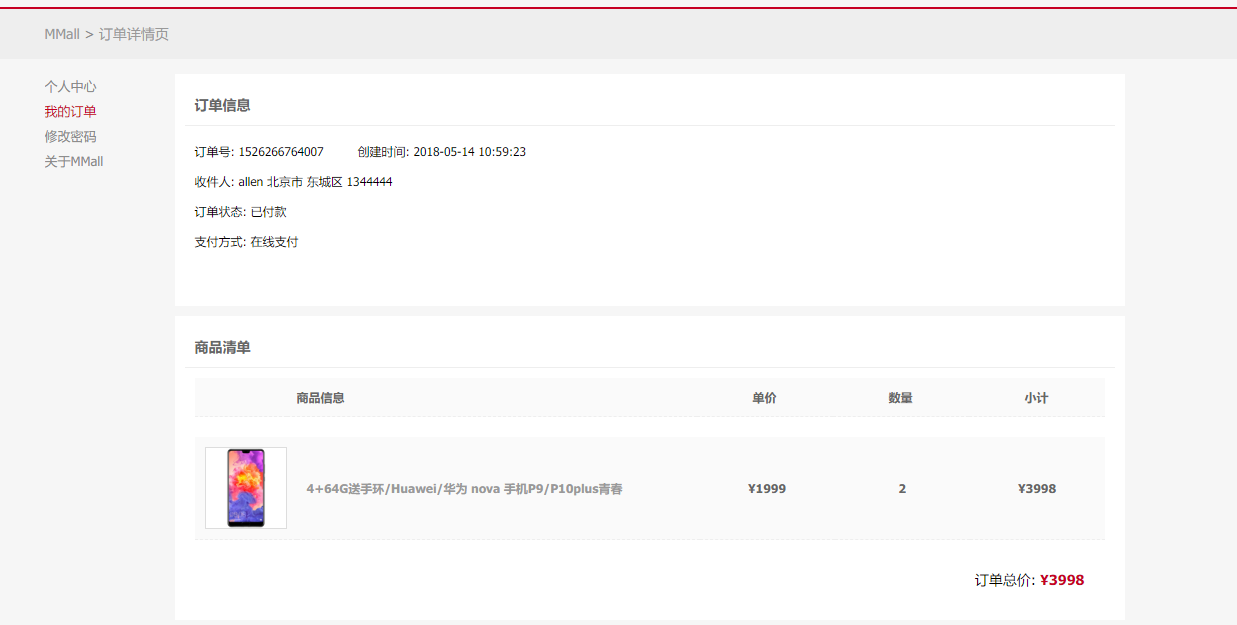 MMall > 订单详情页
个人中心
我的订单
修改密码
关于MMall
订单信息
订单号: 1526266764007 创建时间: 2018-05-14 10:59:23
收件人: allen 北京市 东城区 1344444
订单状态: 已付款
支付方式: 在线支付
商品清单
商品信息 单价 数量 小计
4+64G送手环/Huawei/华为 nova 手机P9/P10plus青春 ¥1999 2 ¥3998
订单总价: ¥3998